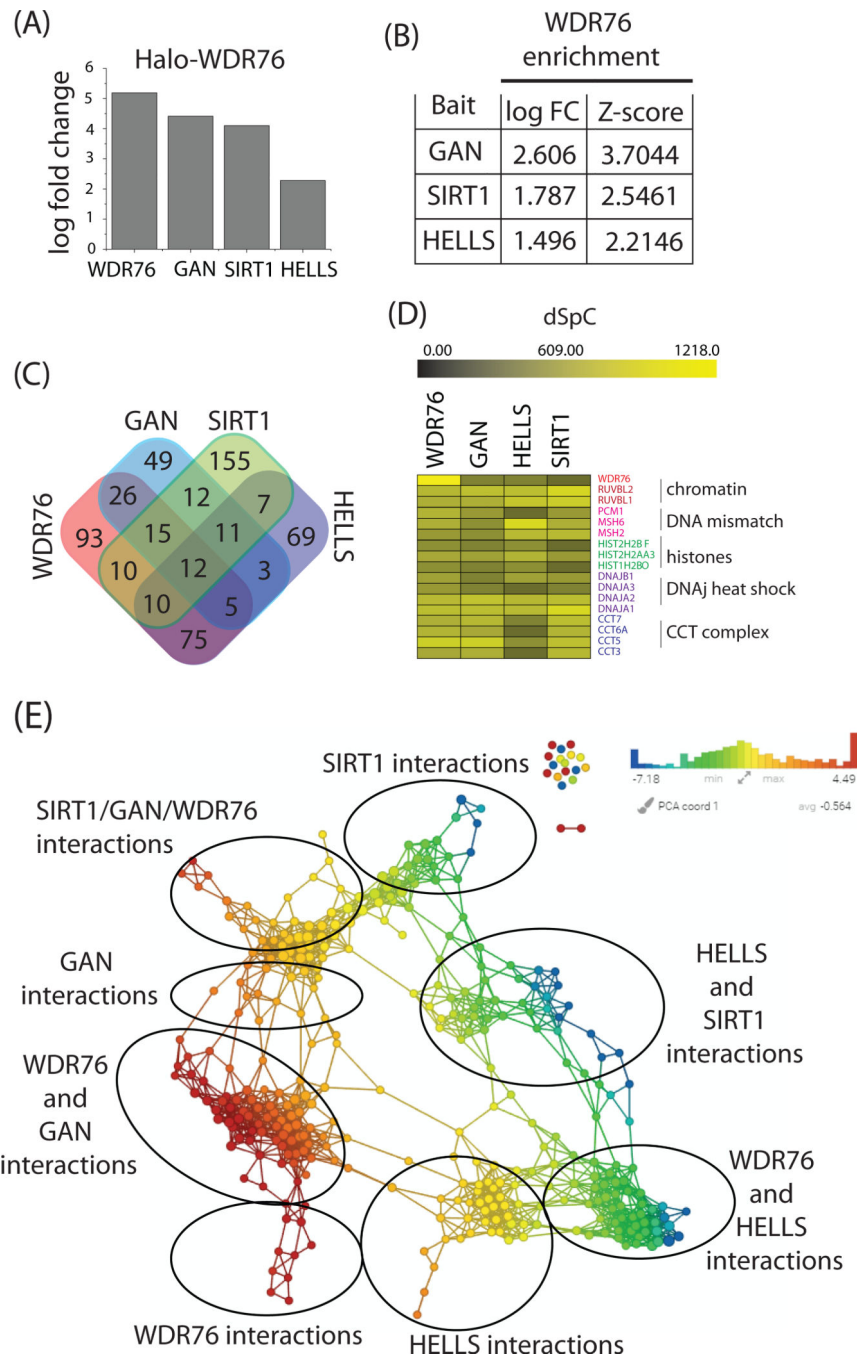 (A)
Halo-WDR76
log fold change
6
5
4
3
2
1
0
WDR76 GAN SIRT1 HELLS
(B)
WDR76
enrichment
Bait log FC Z-score
GAN 2.606 3.7044
SIRT1 1.787 2.5461
HELLS 1.496 2.2146
(C)
GAN SIRT1
WDR76 HELLS
49 155
26 12 7
93 15 11 69
10 12 3
10 5
75
(D)
dSpC
0.00 609.00 1218.0
WDR76 GAN HELLS SIRT1
WDR76
RUVBL2
RUVBL1
PCM1
MSH6
MSH2
HIST2H2BF
HIST2H2AA3
HIST1H2BO
DNAJB1
DNAJA3
DNAJA2
DNAJA1
CCT7
CCT6A
CCT5
CCT3
chromatin
DNA mismatch
histones
DNAj heat shock
CCT complex
(E)
SIRT1 interactions
-7.18 min max 4.49
PCA coord 1 avg -0.564
SIRT1/GAN/WDR76
interactions
GAN
interactions
HELLS
and
SIRT1
interactions
WDR76
and
GAN
interactions
WDR76
and
HELLS
interactions
WDR76 interactions
HELLS interactions